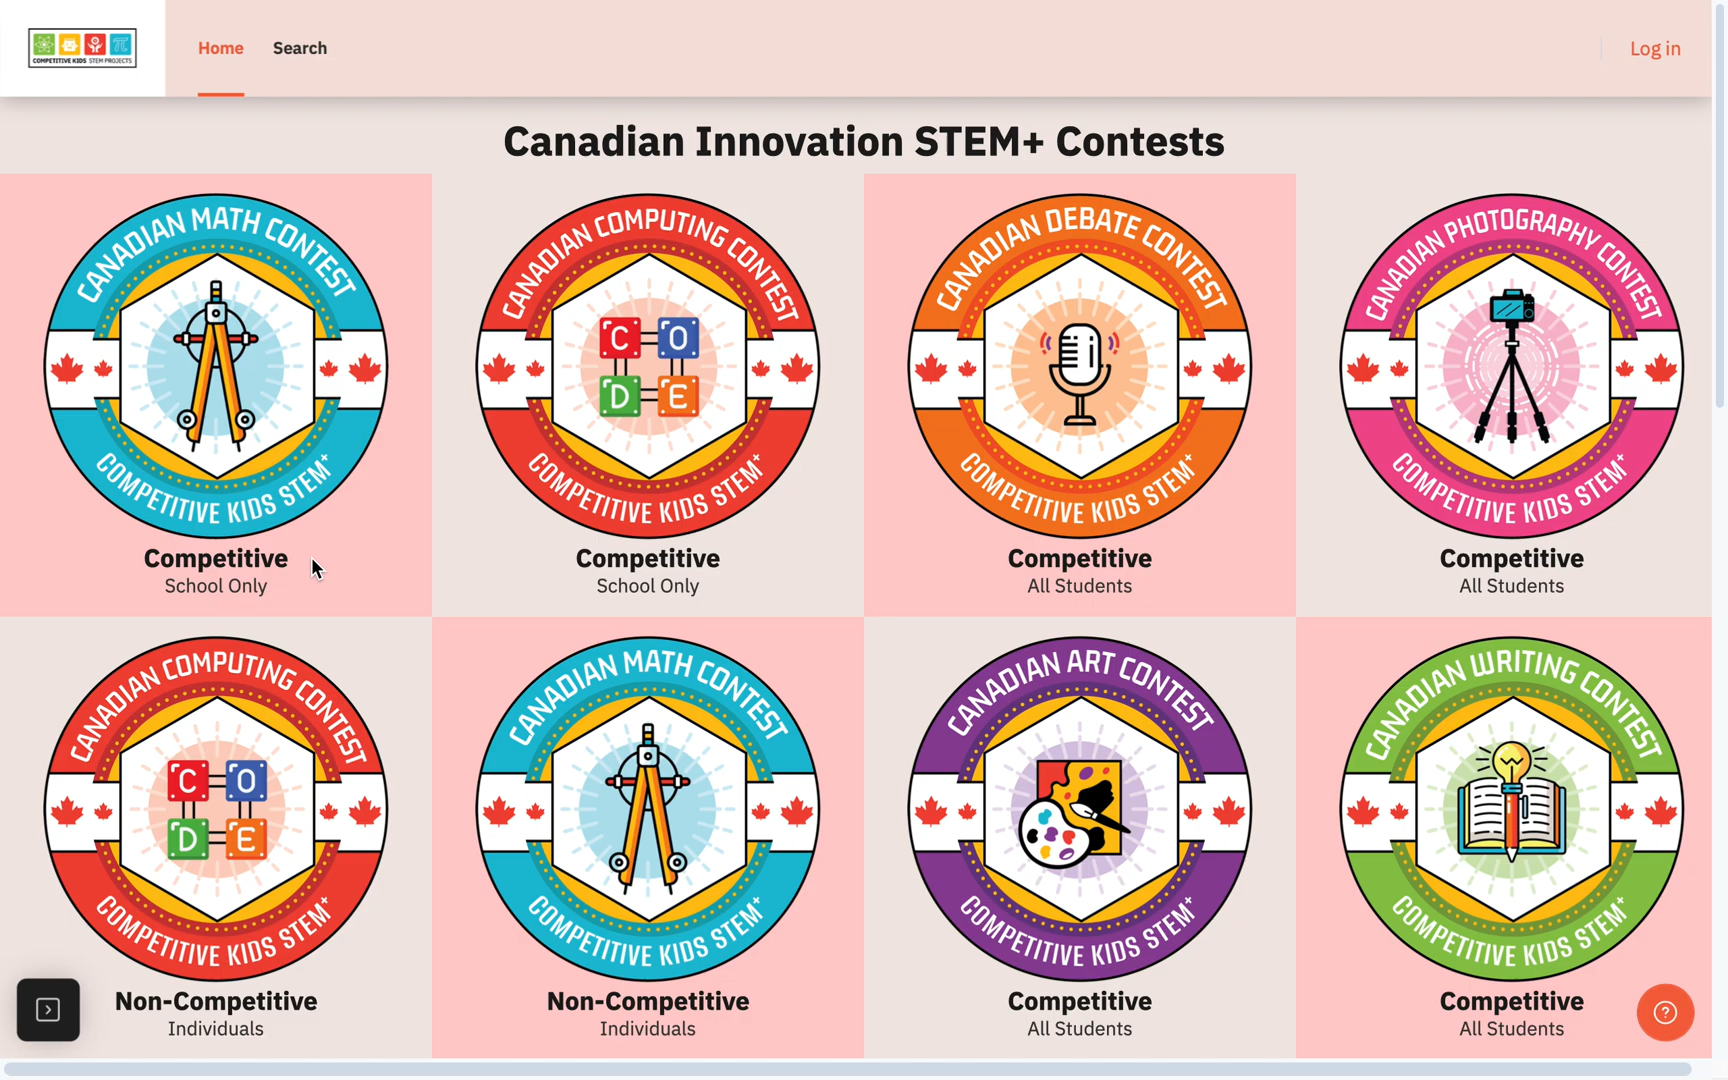 COMPETITIVE KIDS STEM PROJECTS
Home
Search
Log in
Canadian Innovation STEM+ Contests
CANADIAN MATH CONTEST
COMPETITIVE KIDS STEM+
Competitive
School Only
CANADIAN COMPUTING CONTEST
C O
D E
COMPETITIVE KIDS STEM+
Competitive
School Only
CANADIAN DEBATE CONTEST
COMPETITIVE KIDS STEM+
Competitive
All Students
CANADIAN PHOTOGRAPHY CONTEST
COMPETITIVE KIDS STEM+
Competitive
All Students
CANADIAN COMPUTING CONTEST
C O
D E
COMPETITIVE KIDS STEM+
Non-Competitive
Individuals
CANADIAN MATH CONTEST
COMPETITIVE KIDS STEM+
Non-Competitive
Individuals
CANADIAN ART CONTEST
COMPETITIVE KIDS STEM+
Competitive
All Students
CANADIAN WRITING CONTEST
COMPETITIVE KIDS STEM+
Competitive
All Students